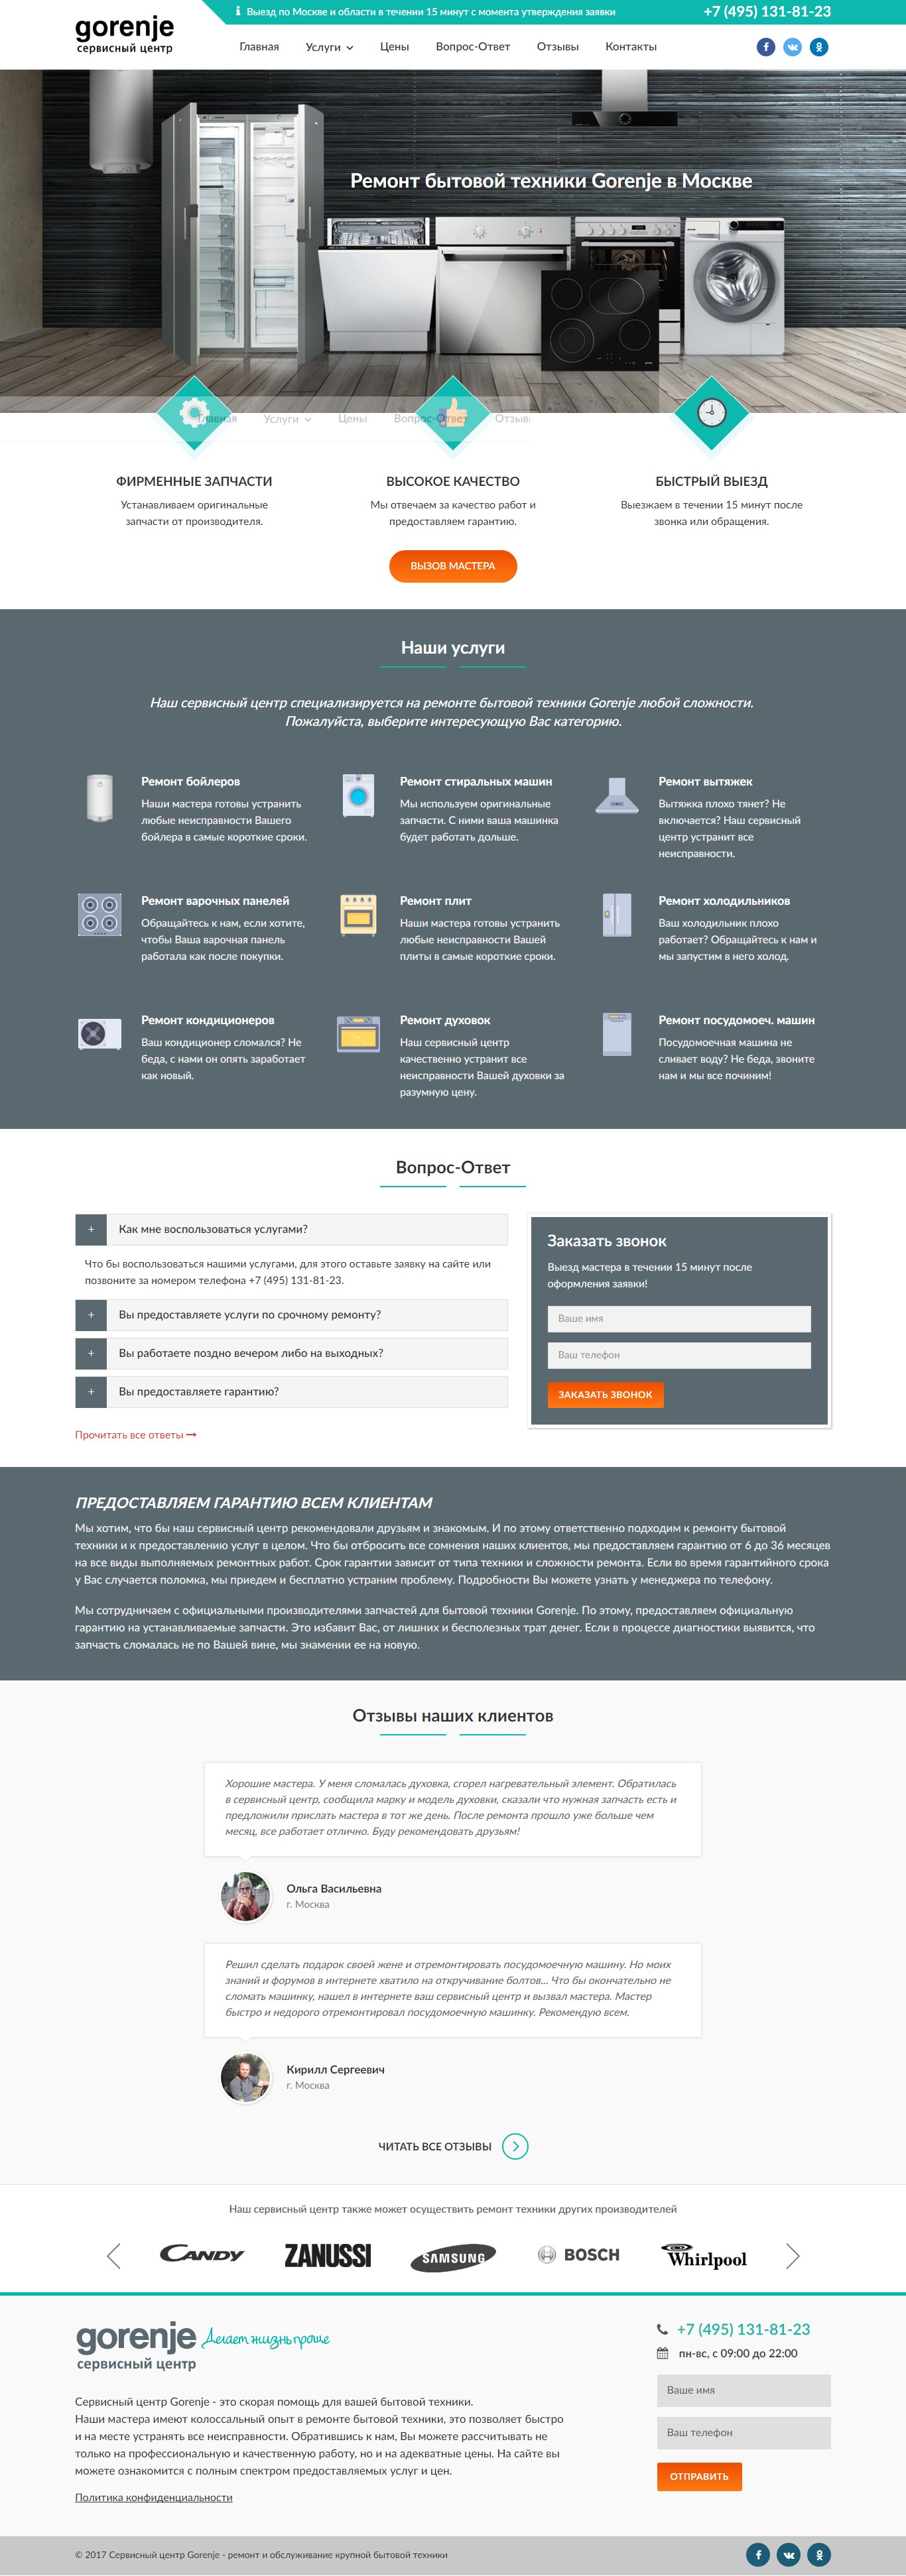 gorenje
сервисный центр
Выезд по Москве и области в течении 15 минут с момента утверждения заявки
+7 (495) 131-81-23
Главная Услуги Цены Вопрос-Ответ Отзывы Контакты
Ремонт бытовой техники Gorenje в Москве
Главная Услуги Цены Вопрос-Ответ Отзывы
ФИРМЕННЫЕ ЗАПЧАСТИ
Устанавливаем оригинальные
запчасти от производителя.
ВЫСОКОЕ КАЧЕСТВО
Мы отвечаем за качество работ и
предоставляем гарантию.
БЫСТРЫЙ ВЫЕЗД
Выезжаем в течении 15 минут после
звонка или обращения.
ВЫЗОВ МАСТЕРА
Наши услуги
Наш сервисный центр специализируется на ремонте бытовой техники Gorenje любой сложности.
Пожалуйста, выберите интересующую Вас категорию.
Ремонт бойлеров
Наши мастера готовы устранить
любые неисправности Вашего
бойлера в самые короткие сроки.
Ремонт стиральных машин
Мы используем оригинальные
запчасти. С ними ваша машинка
будет работать дольше.
Ремонт вытяжек
Вытяжка плохо тянет? Не
включается? Наш сервисный
центр устранит все
неисправности.
Ремонт варочных панелей
Обращайтесь к нам, если хотите,
чтобы Ваша варочная панель
работала как после покупки.
Ремонт плит
Наши мастера готовы устранить
любые неисправности Вашей
плиты в самые короткие сроки.
Ремонт холодильников
Ваш холодильник плохо
работает? Обращайтесь к нам и
мы запустим в него холод.
Ремонт кондиционеров
Ваш кондиционер сломался? Не
беда, с нами он опять заработает
как новый.
Ремонт духовок
Наш сервисный центр
качественно устранит все
неисправности Вашей духовки за
разумную цену.
Ремонт посудомоеч. машин
Посудомоечная машина не
сливает воду? Не беда, звоните
нам и мы все починим!
Вопрос-Ответ
+ Как мне воспользоваться услугами?
Что бы воспользоваться нашими услугами, для этого оставьте заявку на сайте или
позвоните за номером телефона +7 (495) 131-81-23.
+ Вы предоставляете услуги по срочному ремонту?
+ Вы работаете поздно вечером либо на выходных?
+ Вы предоставляете гарантию?
Прочитать все ответы
Заказать звонок
Выезд мастера в течении 15 минут после
оформления заявки!
Ваше имя
Ваш телефон
ЗАКАЗАТЬ ЗВОНОК
ПРЕДОСТАВЛЯЕМ ГАРАНТИЮ ВСЕМ КЛИЕНТАМ
Мы хотим, что бы наш сервисный центр рекомендовали друзьям и знакомым. И по этому ответственно подходим к ремонту бытовой
техники и к предоставлению услуг в целом. Что бы отбросить все сомнения наших клиентов, мы предоставляем гарантию от 6 до 36 месяцев
на все виды выполняемых ремонтных работ. Срок гарантии зависит от типа техники и сложности ремонта. Если во время гарантийного срока
у Вас случается поломка, мы приедем и бесплатно устраним проблему. Подробности Вы можете узнать у менеджера по телефону.
Мы сотрудничаем с официальными производителями запчастей для бытовой техники Gorenje. По этому, предоставляем официальную
гарантию на устанавливаемые запчасти. Это избавит Вас, от лишних и бесполезных трат денег. Если в процессе диагностики выявится, что
запчасть сломалась не по Вашей вине, мы знамении ее на новую.
Отзывы наших клиентов
Хорошие мастера. У меня сломалась духовка, сгорел нагревательный элемент. Обратилась
в сервисный центр, сообщила марку и модель духовки, сказали что нужная запчасть есть и
предложили прислать мастера в тот же день. После ремонта прошло уже больше чем
месяц, все работает отлично. Буду рекомендовать друзьям!
Ольга Васильевна
г. Москва
Решил сделать подарок своей жене и отремонтировать посудомоечную машину. Но моих
знаний и форумов в интернете хватило на откручивание болтов... Что бы окончательно не
сломать машинку, нашел в интернете ваш сервисный центр и вызвал мастера. Мастер
быстро и недорого отремонтировал посудомоечную машинку. Рекомендую всем.
Кирилл Сергеевич
г. Москва
ЧИТАТЬ ВСЕ ОТЗЫВЫ
Наш сервисный центр также может осуществить ремонт техники других производителей
CANDY ZANUSSI SAMSUNG BOSCH Whirlpool
gorenje Делает жизнь проще
сервисный центр
Сервисный центр Gorenje - это скорая помощь для вашей бытовой техники.
Наши мастера имеют колоссальный опыт в ремонте бытовой техники, это позволяет быстро
и на месте устранять все неисправности. Обратившись к нам, Вы можете рассчитывать не
только на профессиональную и качественную работу, но и на адекватные цены. На сайте вы
можете ознакомится с полным спектром предоставляемых услуг и цен.
Политика конфиденциальности
+7 (495) 131-81-23
пн-вс, с 09:00 до 22:00
Ваше имя
Ваш телефон
ОТПРАВИТЬ
© 2017 Сервисный центр Gorenje - ремонт и обслуживание крупной бытовой техники